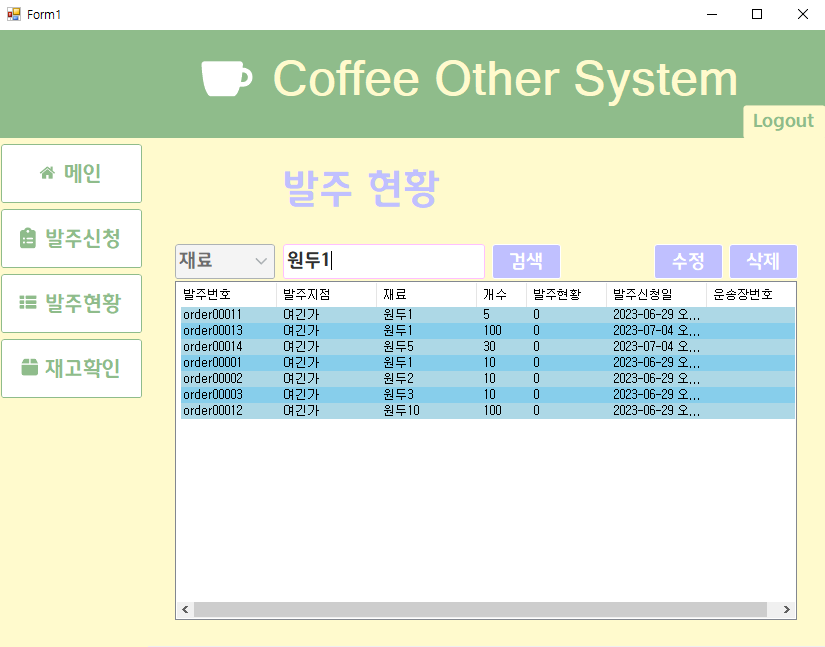 Form1
Coffee Other System
Logout
메인
발주신청
발주현황
재고확인
발주 현황
재료 원두1 검색 수정 삭제
발주번호 발주지점 재료 개수 발주현황 발주신청일 운송장번호
order00011 여긴가 원두1 5 0 2023-06-29 오...
order00013 여긴가 원두1 100 0 2023-07-04 오...
order00014 여긴가 원두5 30 0 2023-07-04 오...
order00001 여긴가 원두1 10 0 2023-06-29 오...
order00002 여긴가 원두2 10 0 2023-06-29 오...
order00003 여긴가 원두3 10 0 2023-06-29 오...
order00012 여긴가 원두10 100 0 2023-06-29 오...